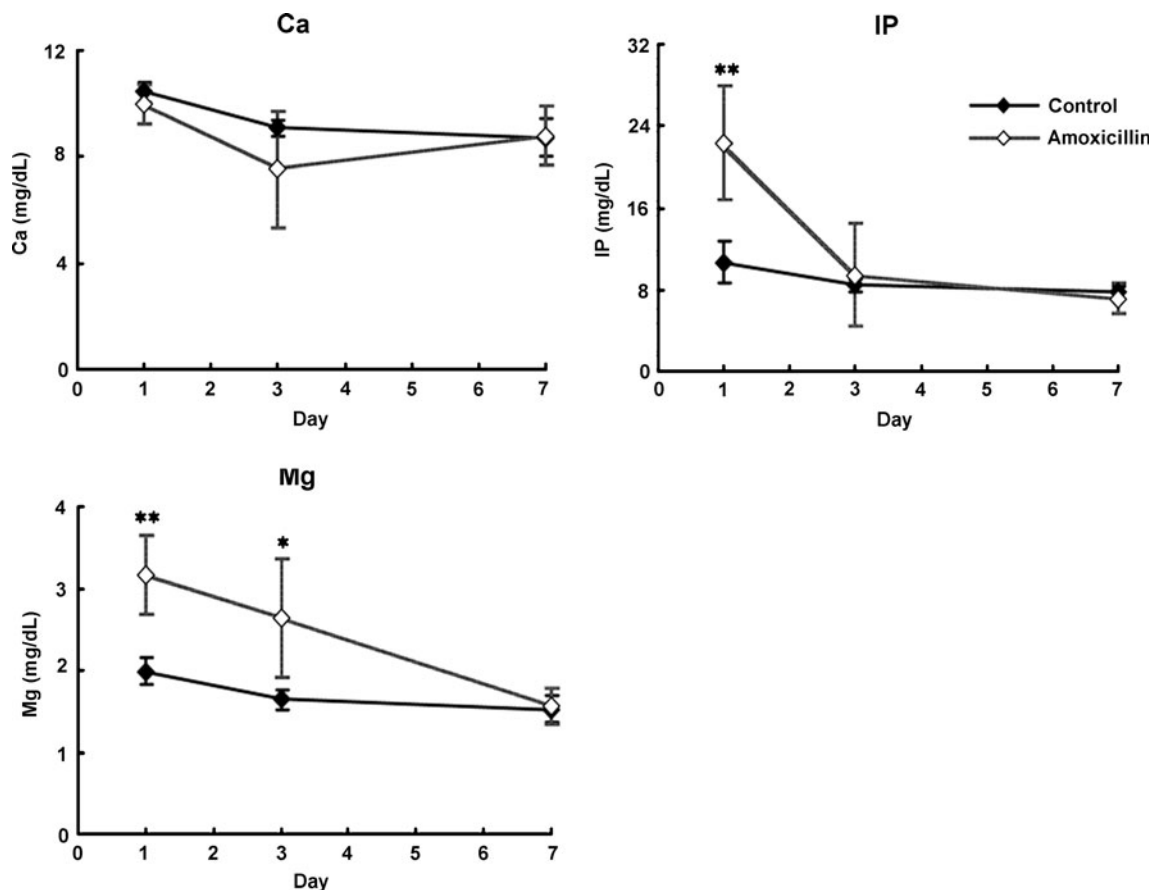 Ca
12
8
4
0
Ca (mg/dL)
0 1 2 3 4 5 6 7
Day
IP
32
24
16
8
0
IP (mg/dL)
**
0 1 2 3 4 5 6 7
Day
Control
Amoxicillin
Mg
4
3
2
1
0
Mg (mg/dL)
**
*
0 1 2 3 4 5 6 7
Day